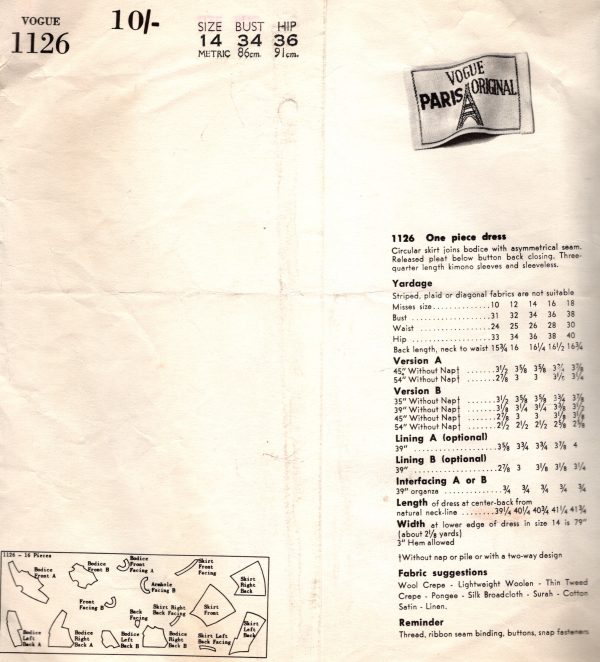 VOGUE
1126
10/-
SIZE BUST HIP
14 34 36
METRIC 86cm. 91cm.
VOGUE
PARIS ORIGINAL
1126 One piece dress
Circular skirt joins bodice with asymmetrical seam.
Released pleat below button back closing. Three-
quarter length kimono sleeves and sleeveless.
Yardage
Striped, plaid or diagonal fabrics are not suitable
Misses size 10 12 14 16 18
Bust 31 32 34 36 38
Waist 24 25 26 28 30
Hip 33 34 36 38 40
Back length, neck to waist 15¾ 16 16¼ 16½ 16¾
Version A
45" Without Nap† 3½ 3⅝ 3⅝ 3¾ 3⅞
54" Without Nap† 2⅞ 3 3 3⅛ 3¼
Version B
35" Without Nap† 3½ 3⅝ 3⅝ 3¾ 3⅞
39" Without Nap† 3⅛ 3¼ 3¼ 3⅜ 3½
45" Without Nap† 2⅞ 3 3 3⅛ 3⅛
54" Without Nap† 2½ 2½ 2½ 2⅝ 2⅝
Lining A (optional)
39" 3⅝ 3¾ 3¾ 3⅞ 4
Lining B (optional)
39" 2⅞ 3 3⅛ 3⅛ 3¼
Interfacing A or B
39" organza ¾ ¾ ¾ ¾ ¾
Length of dress at center-back from
natural neck-line 39¼ 40¼ 40¾ 41¼ 41¾
Width at lower edge of dress in size 14 is 79"
(about 2⅛ yards)
3" Hem allowed
†Without nap or pile or with a two-way design
Fabric suggestions
Wool Crepe - Lightweight Woolen - Thin Tweed
Crepe - Pongee - Silk Broadcloth - Surah - Cotton
Satin - Linen.
Reminder
Thread, ribbon seam binding, buttons, snap fasteners
1126 - 16 Pieces
Bodice Front A
Bodice Front B
Bodice Front Facing A
Skirt Front Facing
Armhole Facing B
Skirt Right Back
Front Facing B
Skirt Front
Back Facing
Skirt Right Back Facing
Bodice Left Back A
Bodice Right Back A
Bodice Left Back B
Bodice Right Back B
Skirt Left Back Facing
Skirt Left Back